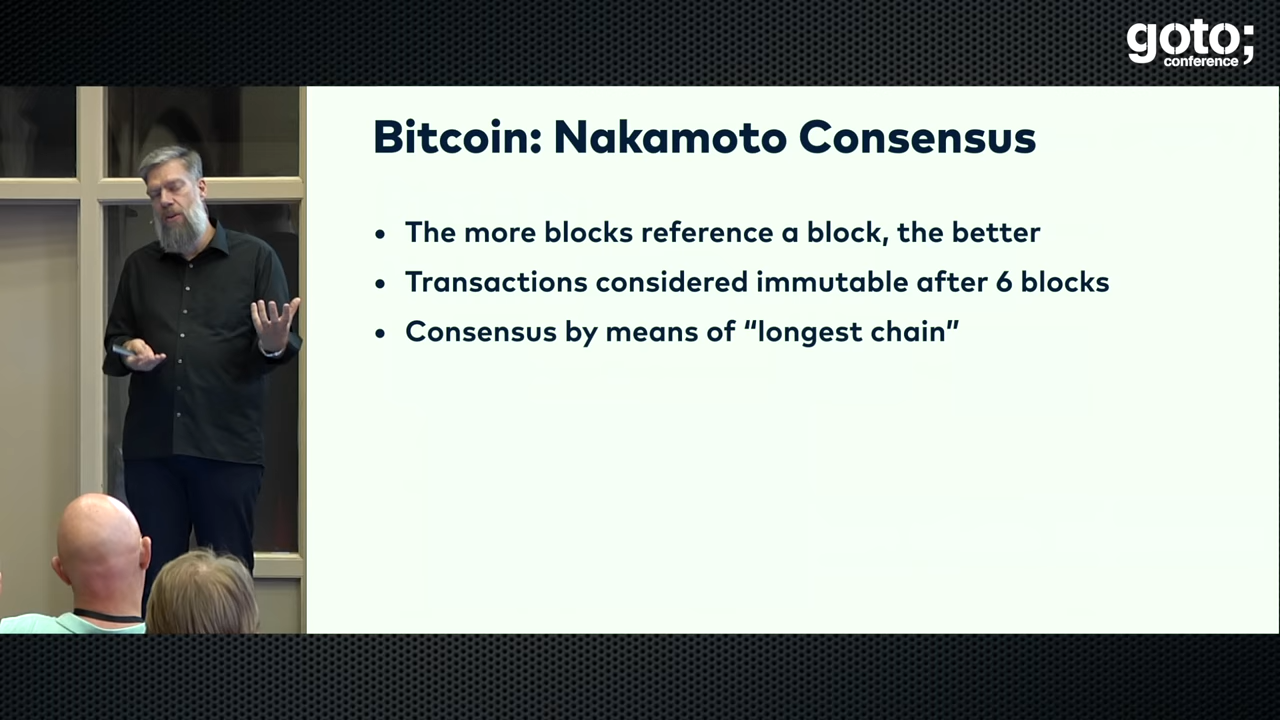 goto;
conference
Bitcoin: Nakamoto Consensus
• The more blocks reference a block, the better
• Transactions considered immutable after 6 blocks
• Consensus by means of “longest chain”